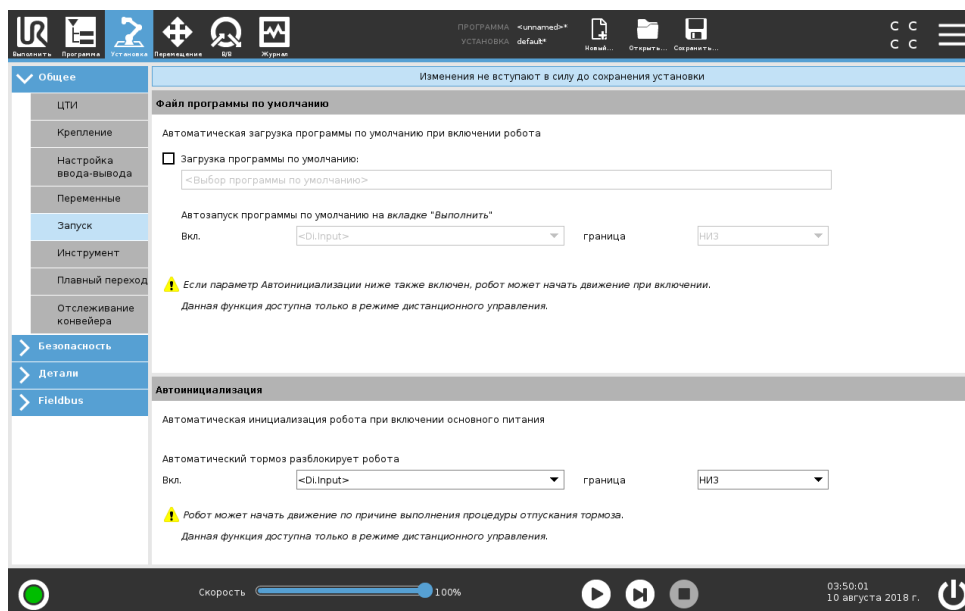 ПРОГРАММА <unnamed>*
УСТАНОВКА default*
Выполнить Программа Установка Перемещение В/В Журнал
Новый... Открыть... Сохранить...
C C
C C
Общее
Изменения не вступают в силу до сохранения установки
ЦТИ
Крепление
Настройка
ввода-вывода
Переменные
Запуск
Инструмент
Плавный переход
Отслеживание
конвейера
Безопасность
Детали
Fieldbus
Файл программы по умолчанию
Автоматическая загрузка программы по умолчанию при включении робота
Загрузка программы по умолчанию:
<Выбор программы по умолчанию>
Автозапуск программы по умолчанию на вкладке "Выполнить"
Вкл. <Di.Input> граница НИЗ
Если параметр Автоинициализации ниже также включен, робот может начать движение при включении.
Данная функция доступна только в режиме дистанционного управления.
Автоинициализация
Автоматическая инициализация робота при включении основного питания
Автоматический тормоз разблокирует робота
Вкл. <Di.Input> граница НИЗ
Робот может начать движение по причине выполнения процедуры отпускания тормоза.
Данная функция доступна только в режиме дистанционного управления.
Скорость 100%
03:50:01
10 августа 2018 г.